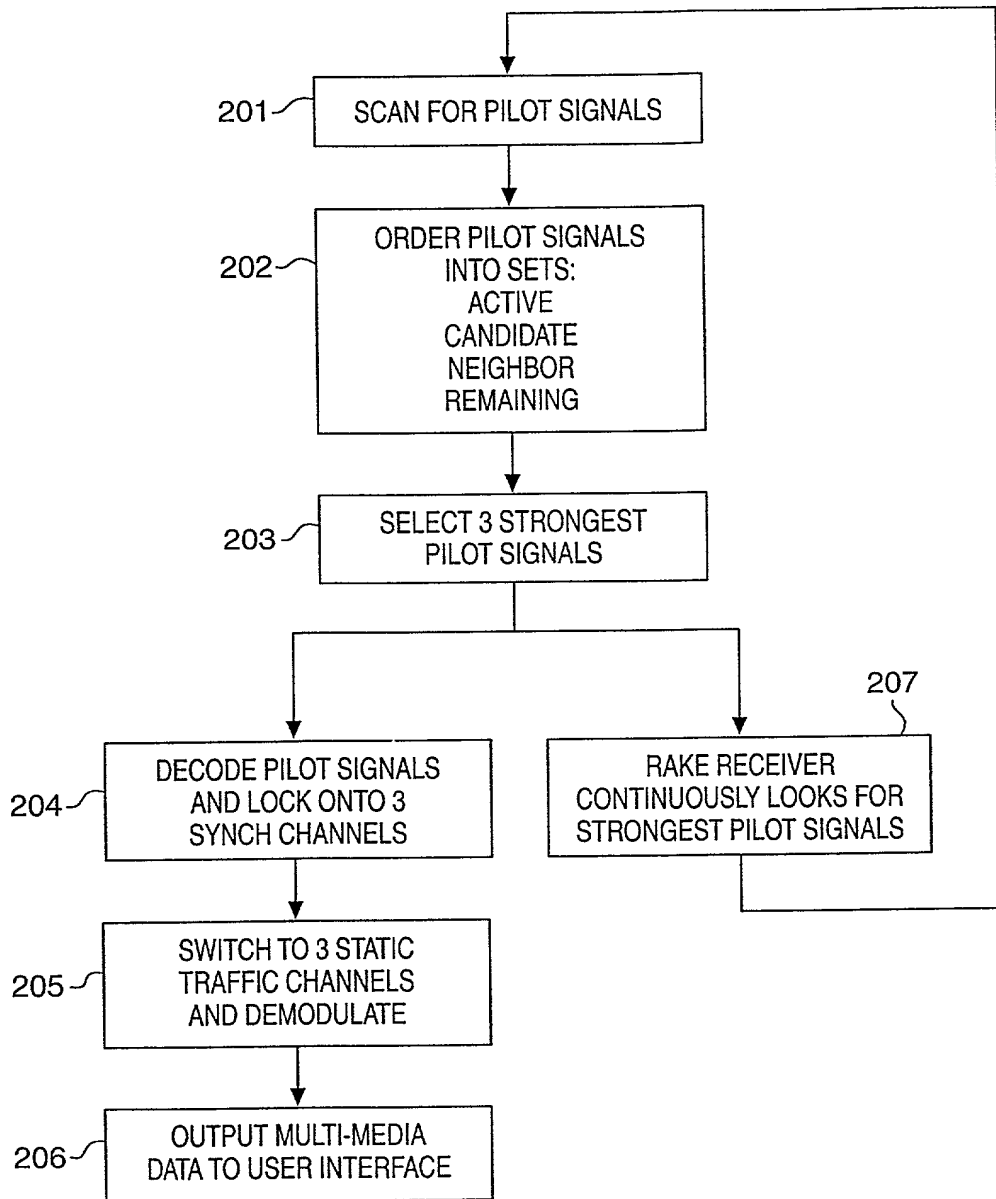 201
SCAN FOR PILOT SIGNALS
202
ORDER PILOT SIGNALS
INTO SETS:
ACTIVE
CANDIDATE
NEIGHBOR
REMAINING
203
SELECT 3 STRONGEST
PILOT SIGNALS
204
DECODE PILOT SIGNALS
AND LOCK ONTO 3
SYNCH CHANNELS
207
RAKE RECEIVER
CONTINUOUSLY LOOKS FOR
STRONGEST PILOT SIGNALS
205
SWITCH TO 3 STATIC
TRAFFIC CHANNELS
AND DEMODULATE
206
OUTPUT MULTI-MEDIA
DATA TO USER INTERFACE